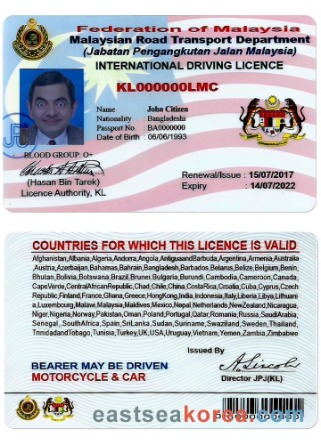 Federation of Malaysia
Malaysian Road Transport Department
(Jabatan Pengangkutan Jalan Malaysia)
INTERNATIONAL DRIVING LICENCE
KL000000LMC
Name John Citizen
Nationality Bangladeshi
Passport No. BA0000000
Date of Birth 06/06/1993
BLOOD GROUP: O+
(Hasan Bin Tarek)
Licence Authority, KL
Renewal/Issue : 15/07/2017
Expiry : 14/07/2022
COUNTRIES FOR WHICH THIS LICENCE IS VALID
Afghanistan,Albania,Algeria,Andorra,Angola,AntiguaandBarbuda,Argentina,Armenia,Australia
,Austria,Azerbaijan,Bahamas,Bahrain,Bangladesh,Barbados,Belarus,Belize,Belgium,Benin
Bhutan,Bolivia,Botswana,Brazil,Brunei,Bulgaria,Burundi,Cambodia,Cameroon,Canada,
CapeVerde,CentralAfricanRepublic,Chad,Chile,China,CostaRica,Croatia,Cuba,Cyprus,Czech
Republic,Finland,France,Ghana,Greece,HongKong,India,Indonesia,Italy,Liberia,Libya,Lithuani
a,Luxembourg,Malawi,Malaysia,Maldives,Mexico,Nepal,Netherlands,NewZealand,Nicaragua,
Niger,Nigeria,Norway,Pakistan,Oman,Poland,Portugal,Qatar,Romania,Russia,SaudiArabia,
Senegal,,SouthAfrica,Spain,SriLanka,Sudan,Suriname,Swaziland,Sweden,Thailand,
TrinidadandTobago,Tunisia,Turkey,UK,USA,Uruguay,Vietnam,Yemen,Zambia,Zimbabwe
Issued By
BEARER MAY BE DRIVEN
MOTORCYCLE & CAR
Director JPJ(KL)
eastseakorea.com